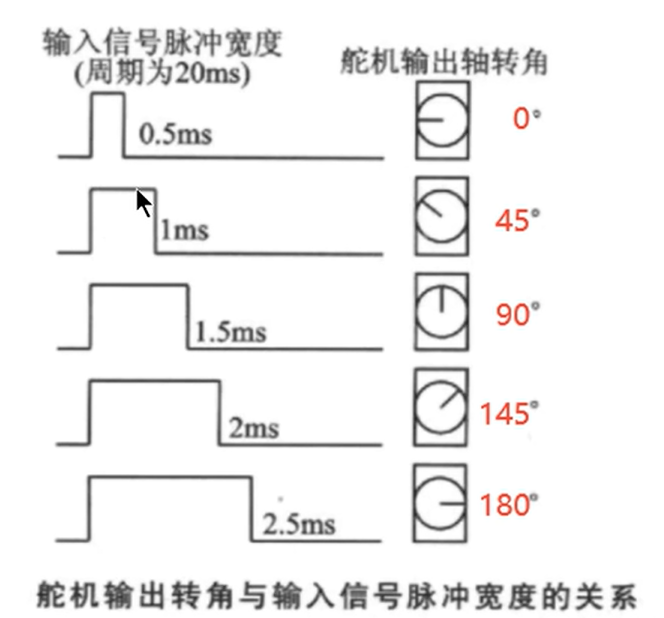 输入信号脉冲宽度
(周期为20ms)
舵机输出轴转角
0.5ms
0°
1ms
45°
1.5ms
90°
2ms
145°
2.5ms
180°
舵机输出转角与输入信号脉冲宽度的关系